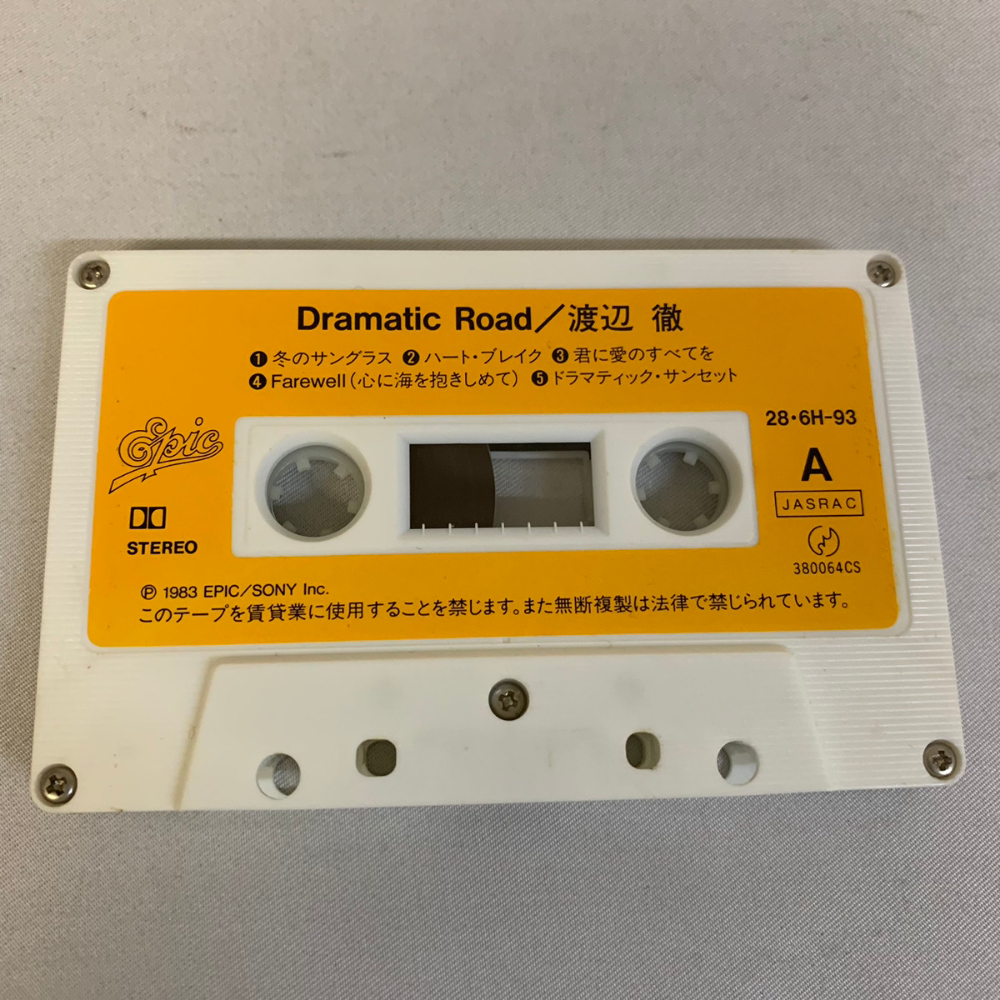 Dramatic Road／渡辺 徹
❶冬のサングラス ❷ハート・ブレイク ❸君に愛のすべてを
❹Farewell(心に海を抱きしめて) ❺ドラマティック・サンセット
Epic
28・6H-93
A
JASRAC
STEREO
380064CS
Ⓟ 1983 EPIC／SONY Inc.
このテープを賃貸業に使用することを禁じます。また無断複製は法律で禁じられています。